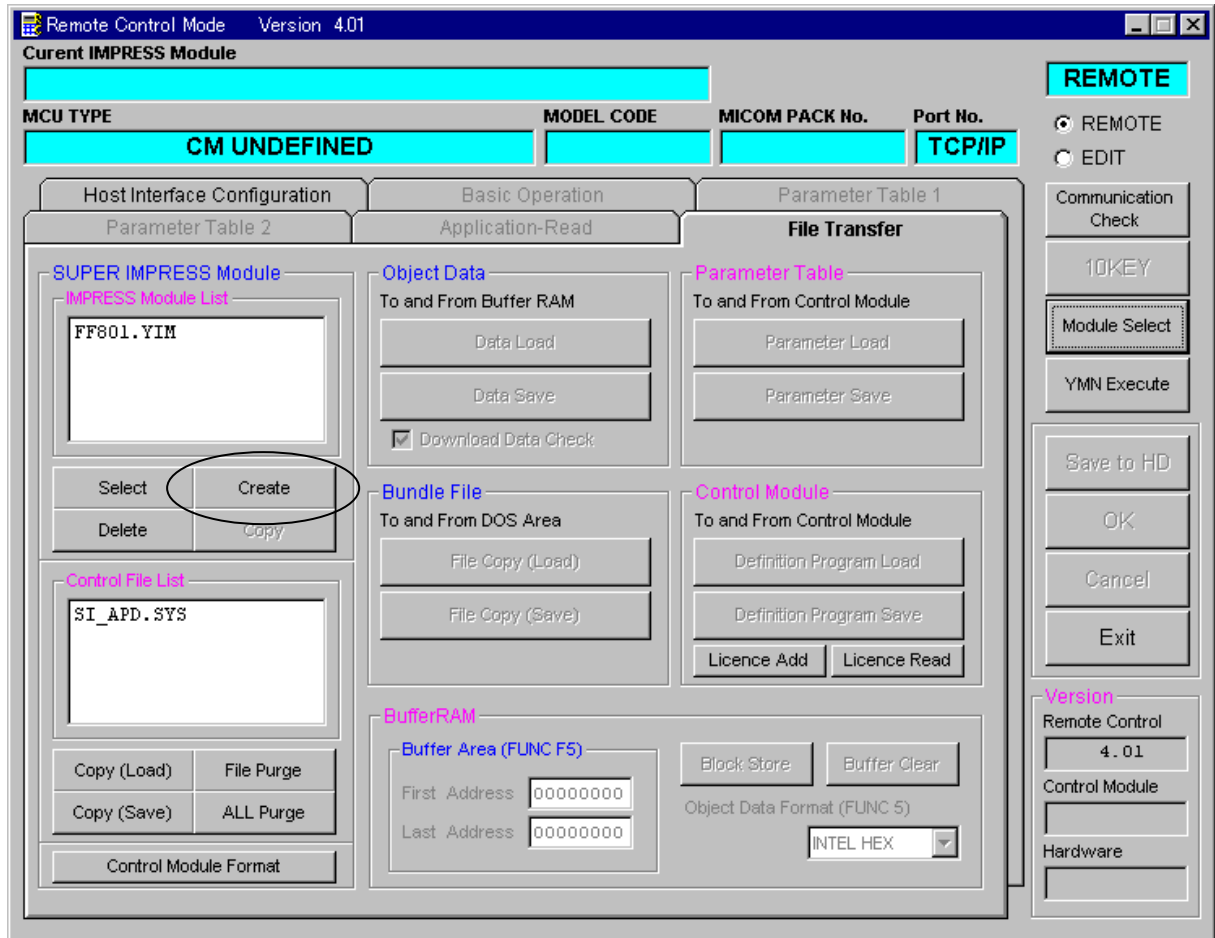 Remote Control Mode Version 4.01
Curent IMPRESS Module
REMOTE
MCU TYPE MODEL CODE MICOM PACK No. Port No.
CM UNDEFINED TCP/IP
REMOTE
EDIT
Host Interface Configuration Basic Operation Parameter Table 1
Parameter Table 2 Application-Read File Transfer
Communication
Check
10KEY
Module Select
YMN Execute
Save to HD
OK
Cancel
Exit
SUPER IMPRESS Module
IMPRESS Module List
FF801.YIM
Select Create
Delete Copy
Control File List
SI_APD.SYS
Copy (Load) File Purge
Copy (Save) ALL Purge
Control Module Format
Object Data
To and From Buffer RAM
Data Load
Data Save
Download Data Check
Parameter Table
To and From Control Module
Parameter Load
Parameter Save
Bundle File
To and From DOS Area
File Copy (Load)
File Copy (Save)
Control Module
To and From Control Module
Definition Program Load
Definition Program Save
Licence Add Licence Read
BufferRAM
Buffer Area (FUNC F5)
First Address 00000000
Last Address 00000000
Block Store Buffer Clear
Object Data Format (FUNC 5)
INTEL HEX
Version
Remote Control
4.01
Control Module
Hardware